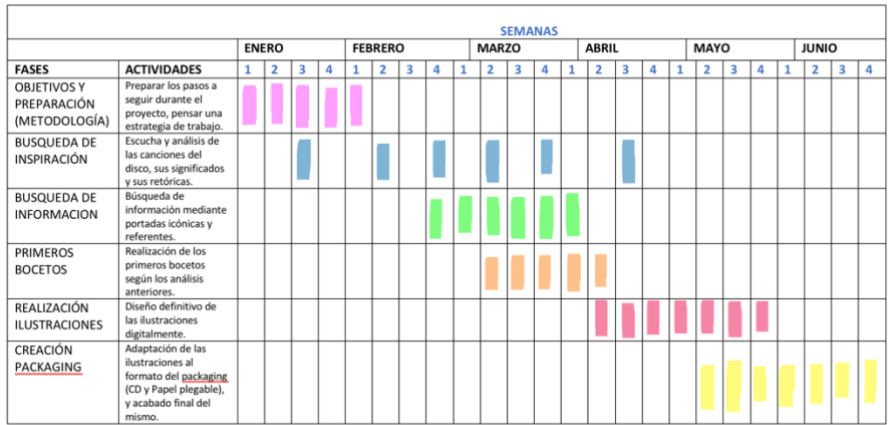 SEMANAS
ENERO FEBRERO MARZO ABRIL MAYO JUNIO
FASES ACTIVIDADES 1 2 3 4 1 2 3 4 1 2 3 4 1 2 3 4 1 2 3 4 1 2 3 4
OBJETIVOS Y
PREPARACIÓN
(METODOLOGÍA)
Preparar los pasos a
seguir durante el
proyecto, pensar una
estrategia de trabajo.
BUSQUEDA DE
INSPIRACIÓN
Escucha y análisis de
las canciones del
disco, sus significados
y sus retóricas.
BUSQUEDA DE
INFORMACION
Búsqueda de
información mediante
portadas icónicas y
referentes.
PRIMEROS
BOCETOS
Realización de los
primeros bocetos
según los análisis
anteriores.
REALIZACIÓN
ILUSTRACIONES
Diseño definitivo de
las ilustraciones
digitalmente.
CREACIÓN
PACKAGING
Adaptación de las
ilustraciones al
formato del packaging
(CD y Papel plegable),
y acabado final del
mismo.